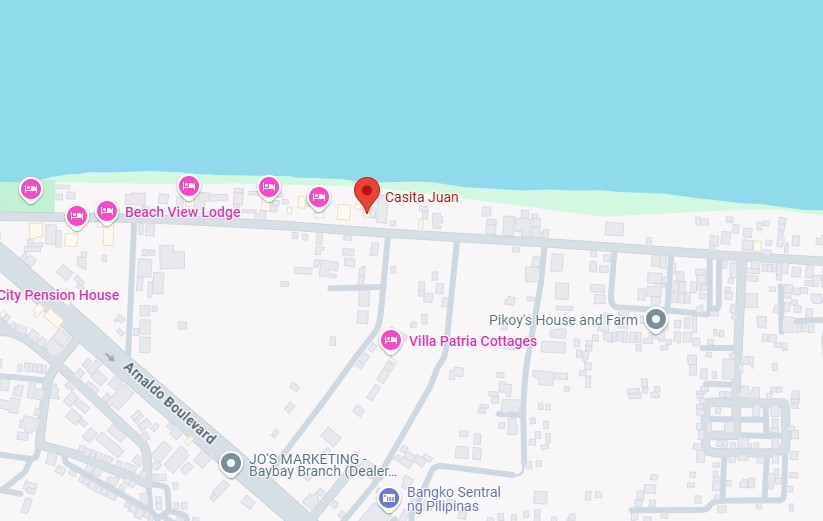 Casita Juan
Beach View Lodge
City Pension House
Pikoy's House and Farm
Villa Patria Cottages
Arnaldo Boulevard
JO'S MARKETING -
Baybay Branch (Dealer...
Bangko Sentral
ng Pilipinas